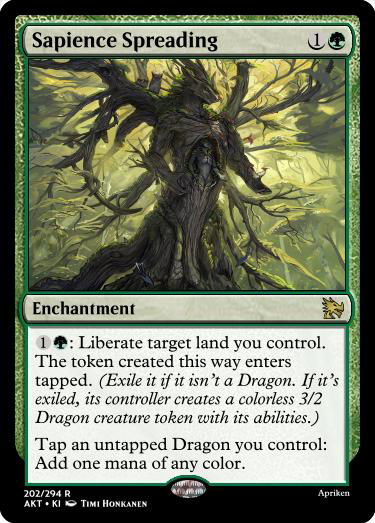 Sapience Spreading 1
Enchantment
1 : Liberate target land you control.
The token created this way enters
tapped. (Exile it if it isn't a Dragon. If it's
exiled, its controller creates a colorless 3/2
Dragon creature token with its abilities.)
Tap an untapped Dragon you control:
Add one mana of any color.
202/294 R
Apriken
AKT • KI Timi Honkanen